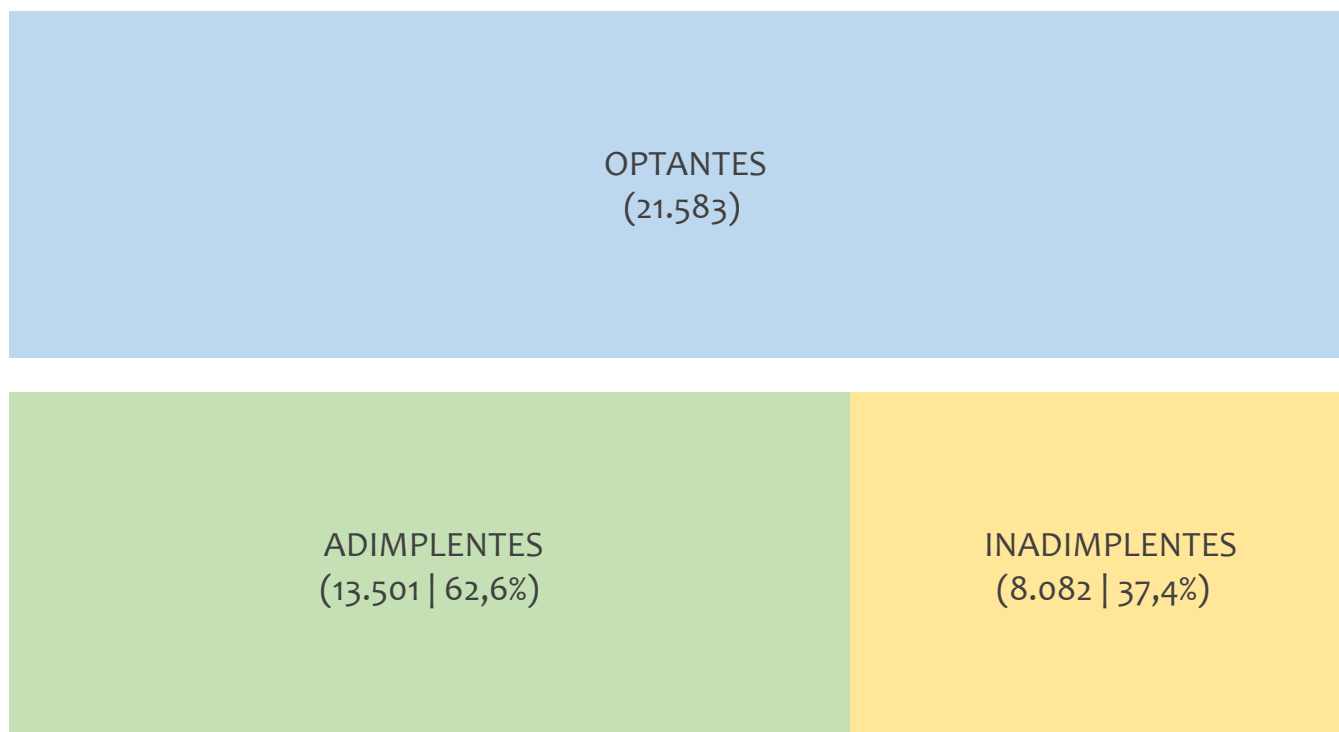 OPTANTES
(21.583)
ADIMPLENTES
(13.501 | 62,6%)
INADIMPLENTES
(8.082 | 37,4%)